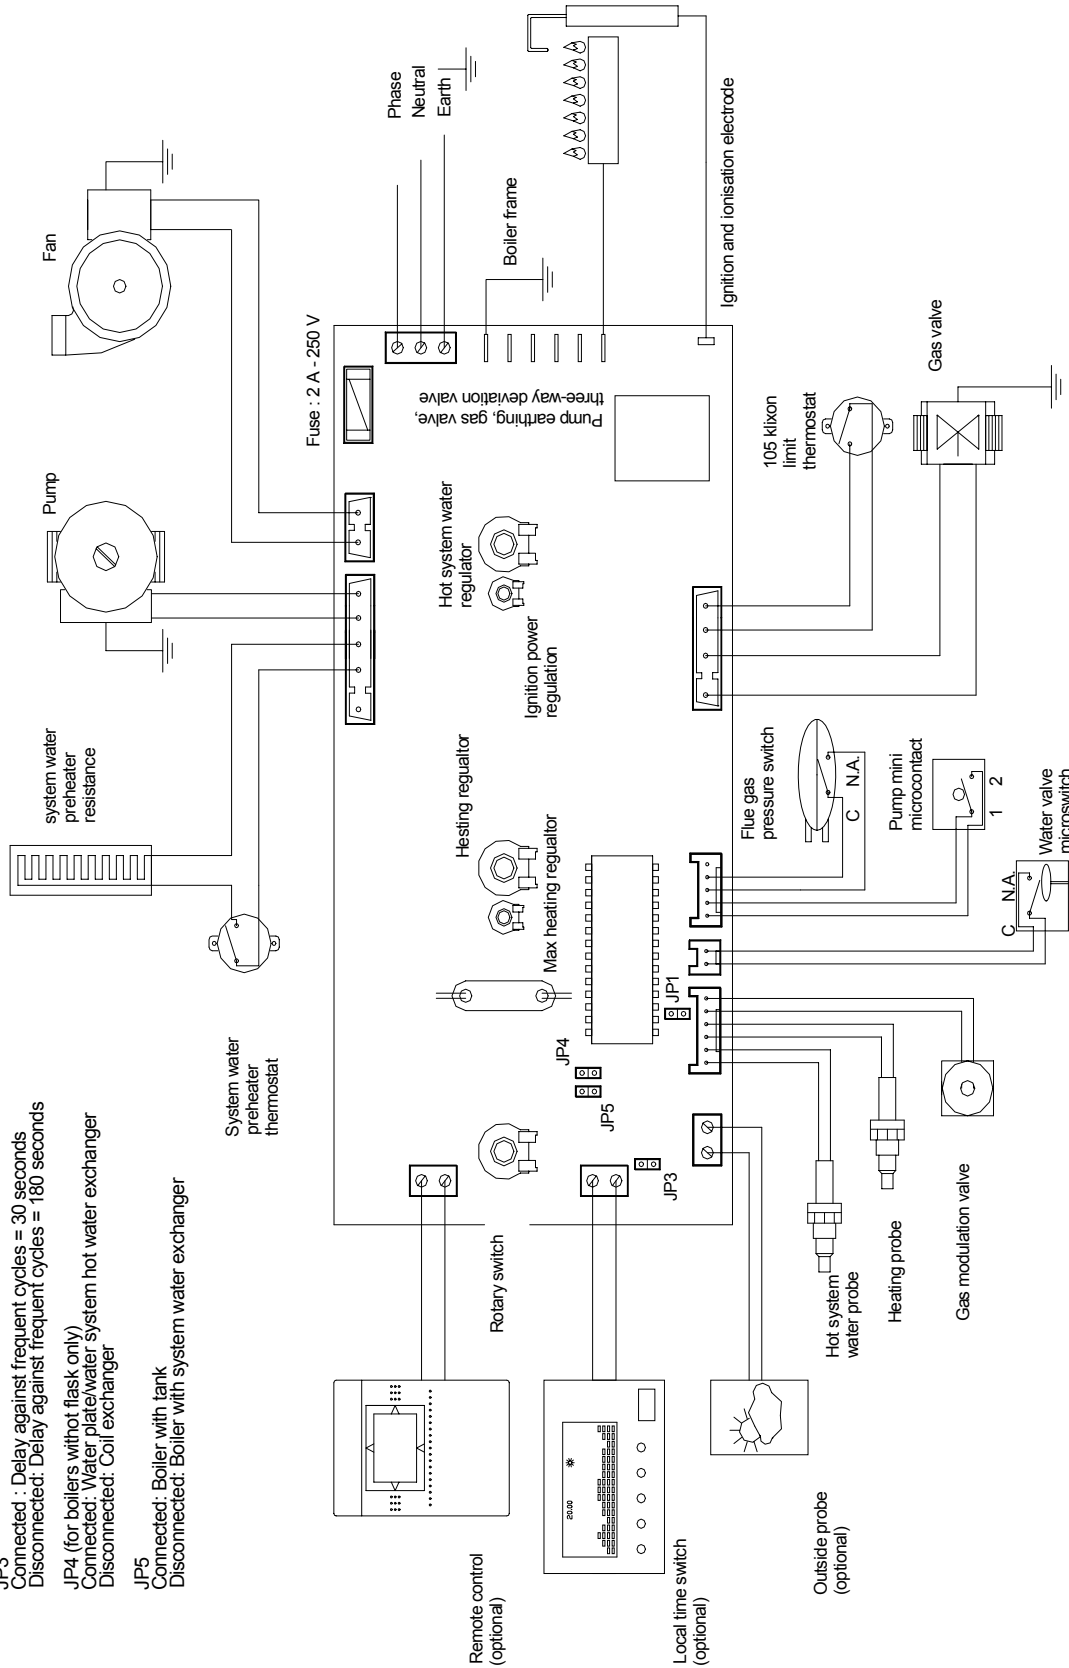 JP3
Connected : Delay against frequent cycles = 30 seconds
Disconnected: Delay against frequent cycles = 180 seconds
JP4 (for boilers withot flask only)
Connected: Water plate/water system hot water exchanger
Disconnected: Coil exchanger
JP5
Connected: Boiler with tank
Disconnected: Boiler with system water exchanger
System water
preheater
thermostat
system water
preheater
resistance
Pump
Fan
Fuse : 2 A - 250 V
Phase
Neutral
Earth
Boiler frame
Ignition and ionisation electrode
Pump earthing, gas valve,
three-way deviation valve
Hot system water
regulator
Ignition power
regulation
Hesting regualtor
Max heating regualtor
JP4
JP5
JP1
JP3
Rotary switch
Remote control
(optional)
20.00
Local time switch
(optional)
Outside probe
(optional)
Hot system
water probe
Heating probe
Gas modulation valve
C
N.A.
Water valve
microswitch
Pump mini
microcontact
1
2
Flue gas
pressure switch
C
N.A.
105 klixon
limit
thermostat
Gas valve